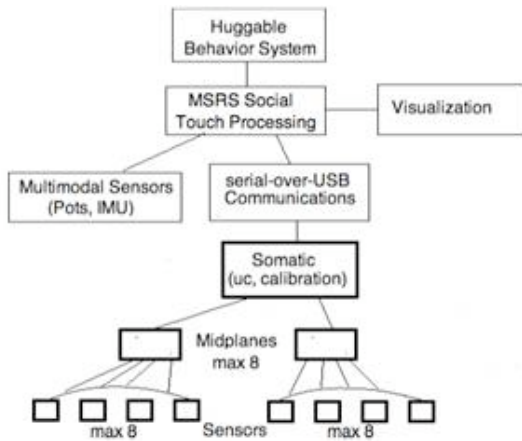 Huggable
Behavior System
MSRS Social
Touch Processing
Visualization
Multimodal Sensors
(Pots, IMU)
serial-over-USB
Communications
Somatic
(uc, calibration)
Midplanes
max 8
max 8
Sensors
max 8